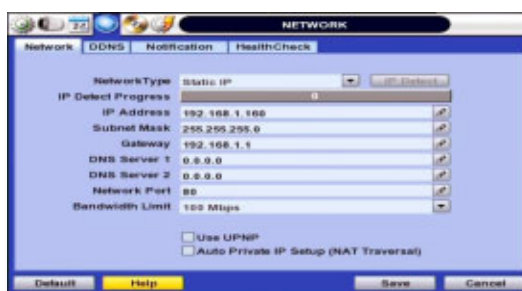 NETWORK
Network DDNS Notification HealthCheck
NetworkType Static IP IP Detect
IP Detect Progress 0
IP Address 192.168.1.160
Subnet Mask 255.255.255.0
Gateway 192.168.1.1
DNS Server 1 0.0.0.0
DNS Server 2 0.0.0.0
Network Port 80
Bandwidth Limit 100 Mbps
Use UPNP
Auto Private IP Setup (NAT Traversal)
Default Help Save Cancel